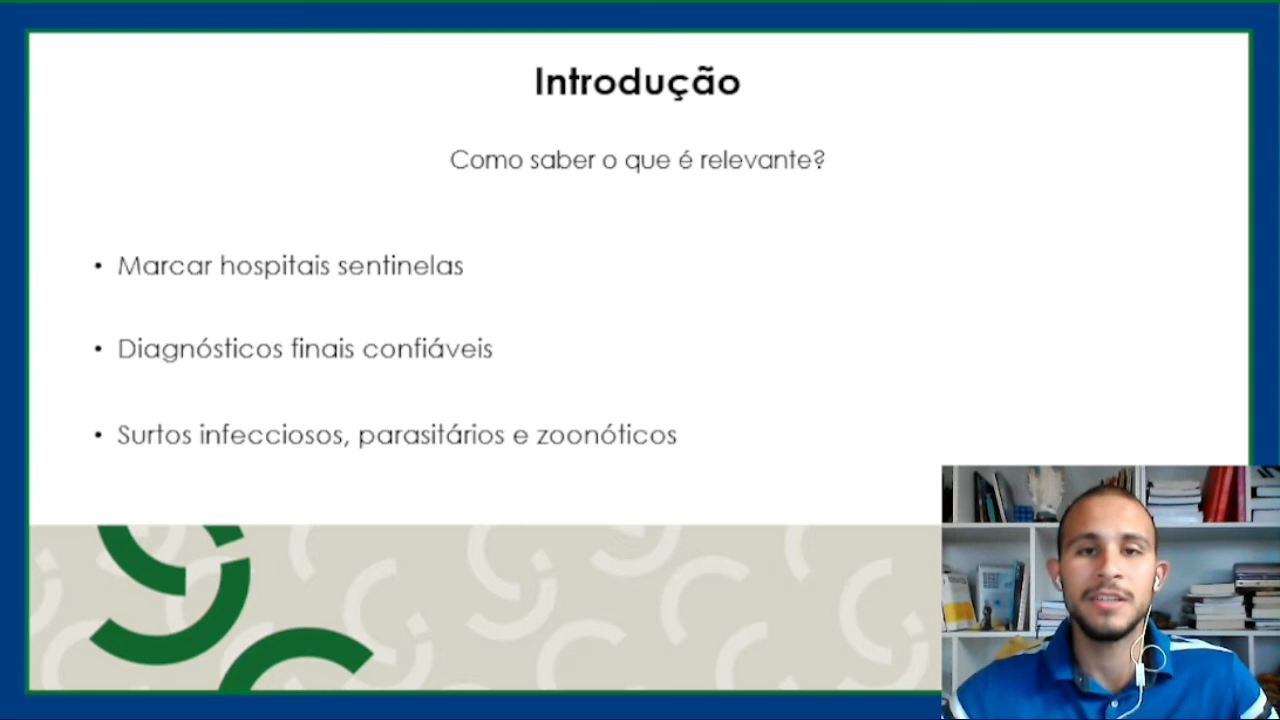 Introdução
Como saber o que é relevante?
• Marcar hospitais sentinelas
• Diagnósticos finais confiáveis
• Surtos infecciosos, parasitários e zoonóticos